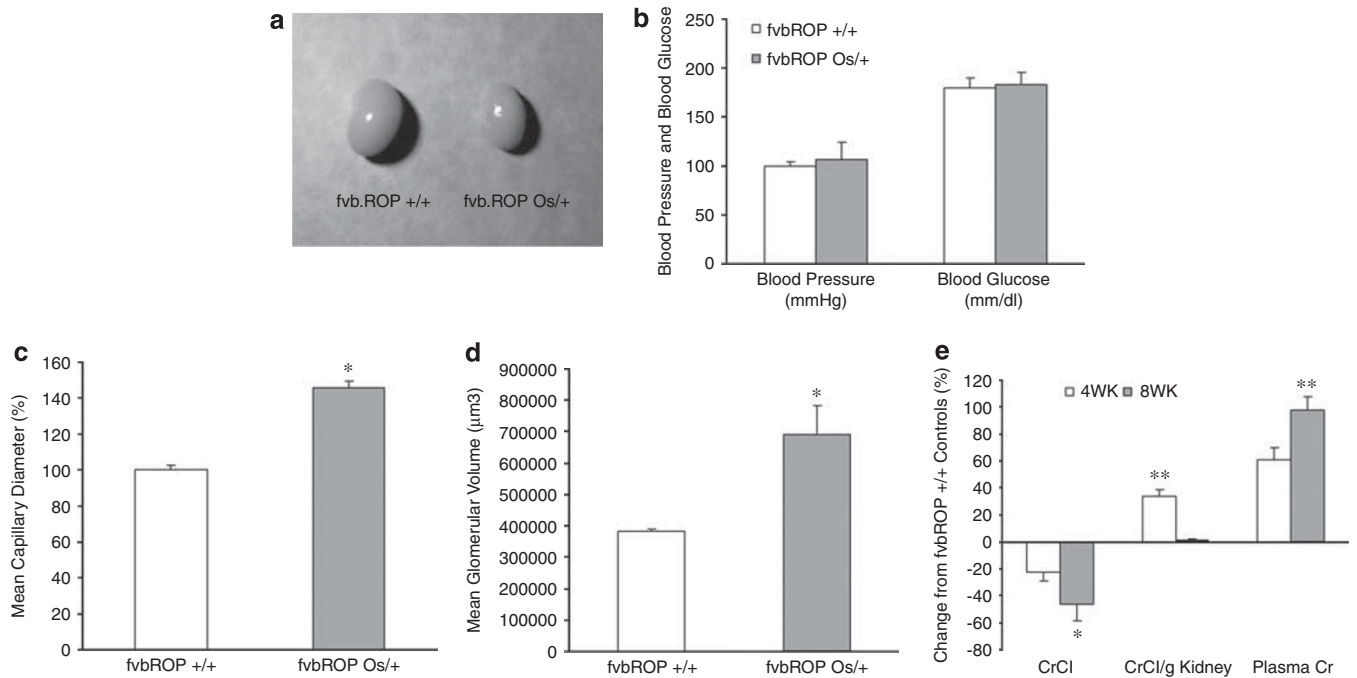 a
fvb.ROP +/+
fvb.ROP Os/+
b
Blood Pressure and Blood Glucose
250
200
150
100
50
0
fvbROP +/+
fvbROP Os/+
Blood Pressure
(mmHg)
Blood Glucose
(mm/dl)
c
Mean Capillary Diameter (%)
160
140
120
100
80
60
40
20
0
*
fvbROP +/+
fvbROP Os/+
d
Mean Glomerular Volume (µm3)
900000
800000
700000
600000
500000
400000
300000
200000
100000
0
*
fvbROP +/+
fvbROP Os/+
e
Change from fvbROP +/+ Controls (%)
120
100
80
60
40
20
0
-20
-40
-60
-80
4WK
8WK
*
**
**
CrCl
CrCl/g Kidney
Plasma Cr